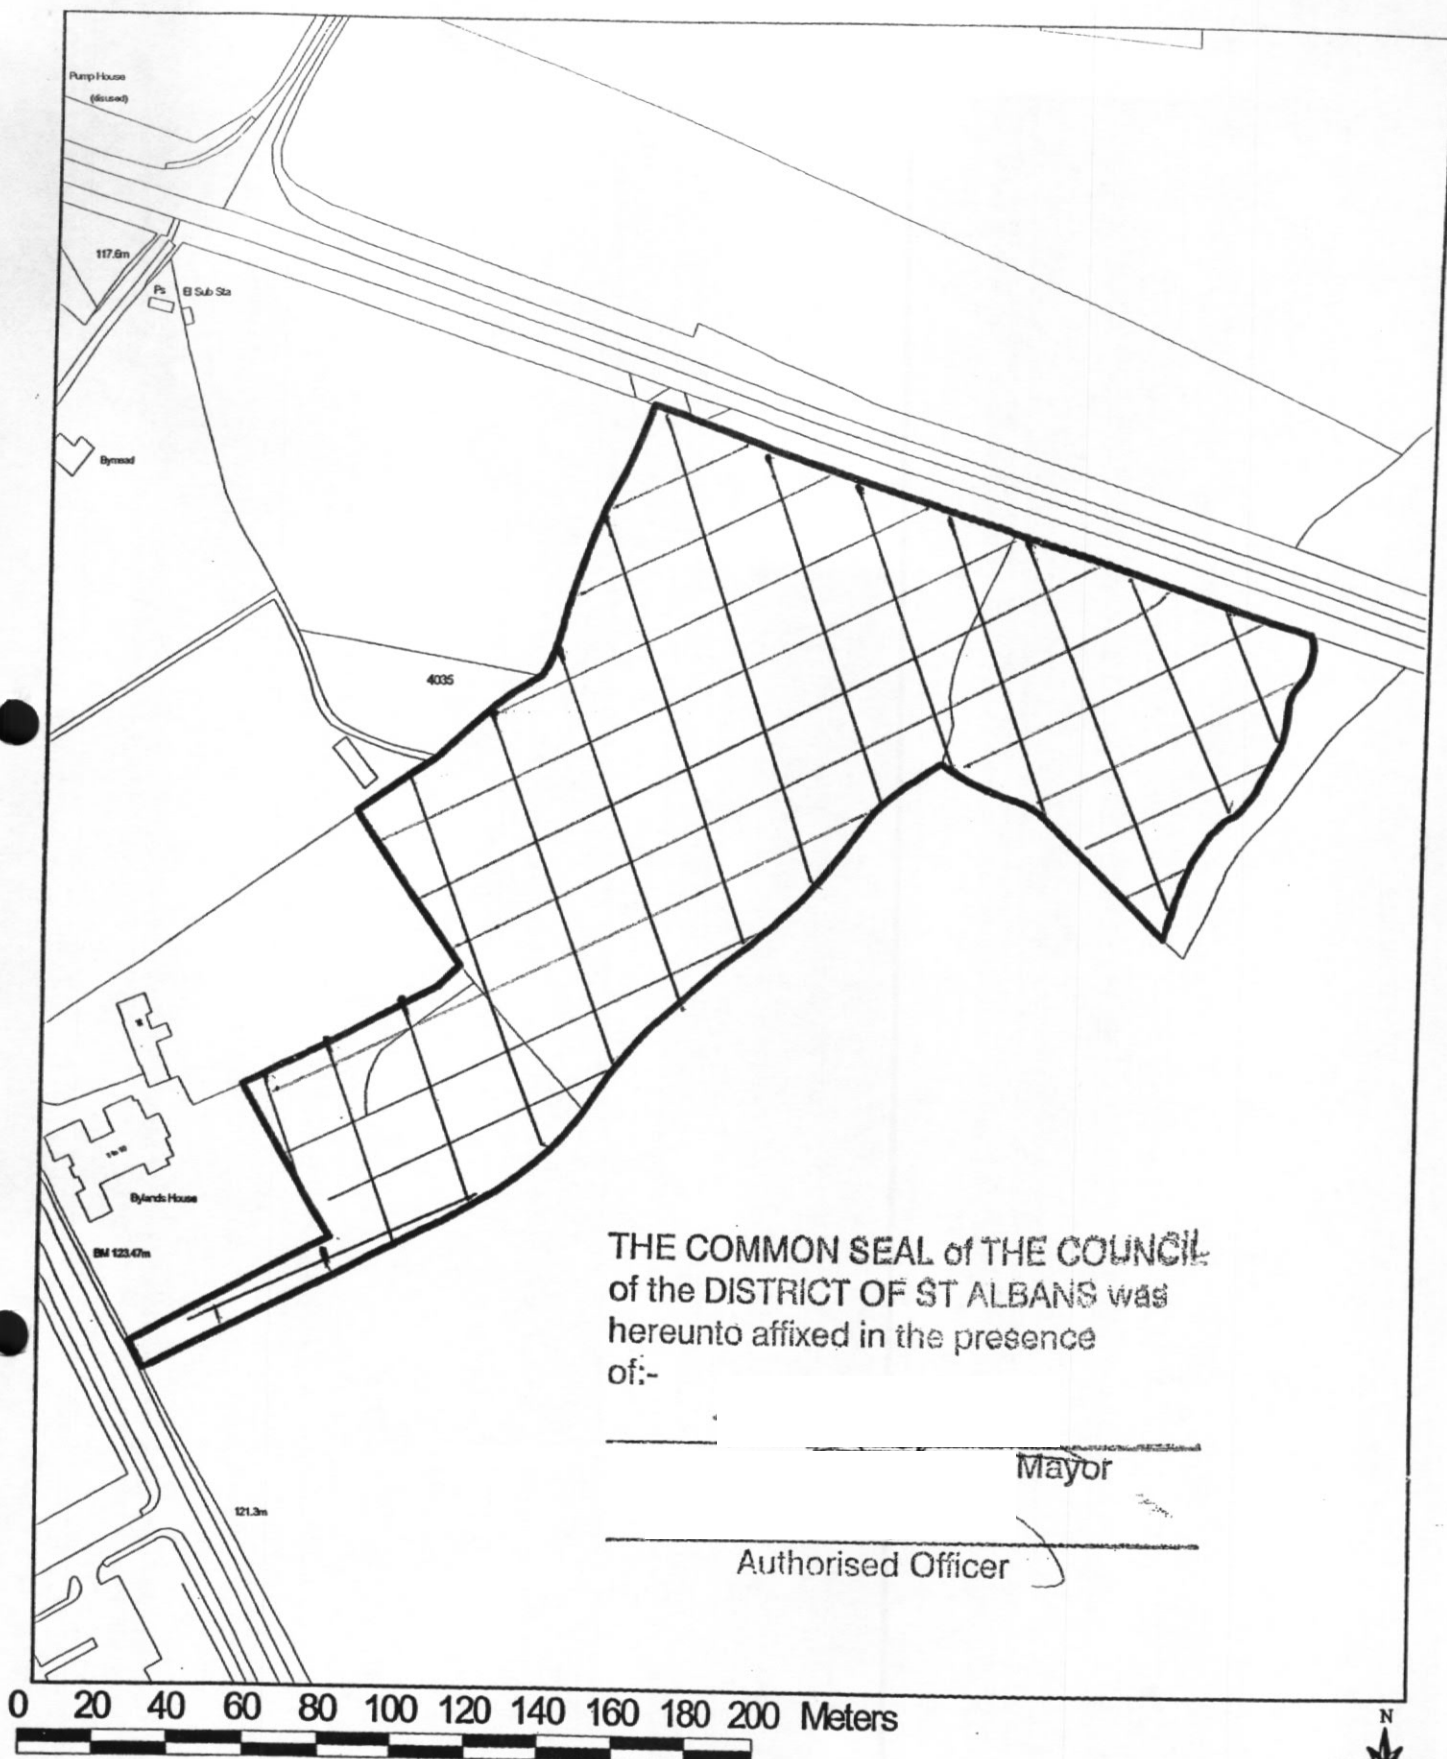 Pump House
(disused)
117.6m
Ps
El Sub Sta
Bymead
4035
Bylands House
BM 123.47m
THE COMMON SEAL of THE COUNCIL
of the DISTRICT OF ST ALBANS was
hereunto affixed in the presence
of:-
Mayor
121.3m
Authorised Officer
0 20 40 60 80 100 120 140 160 180 200 Meters
N